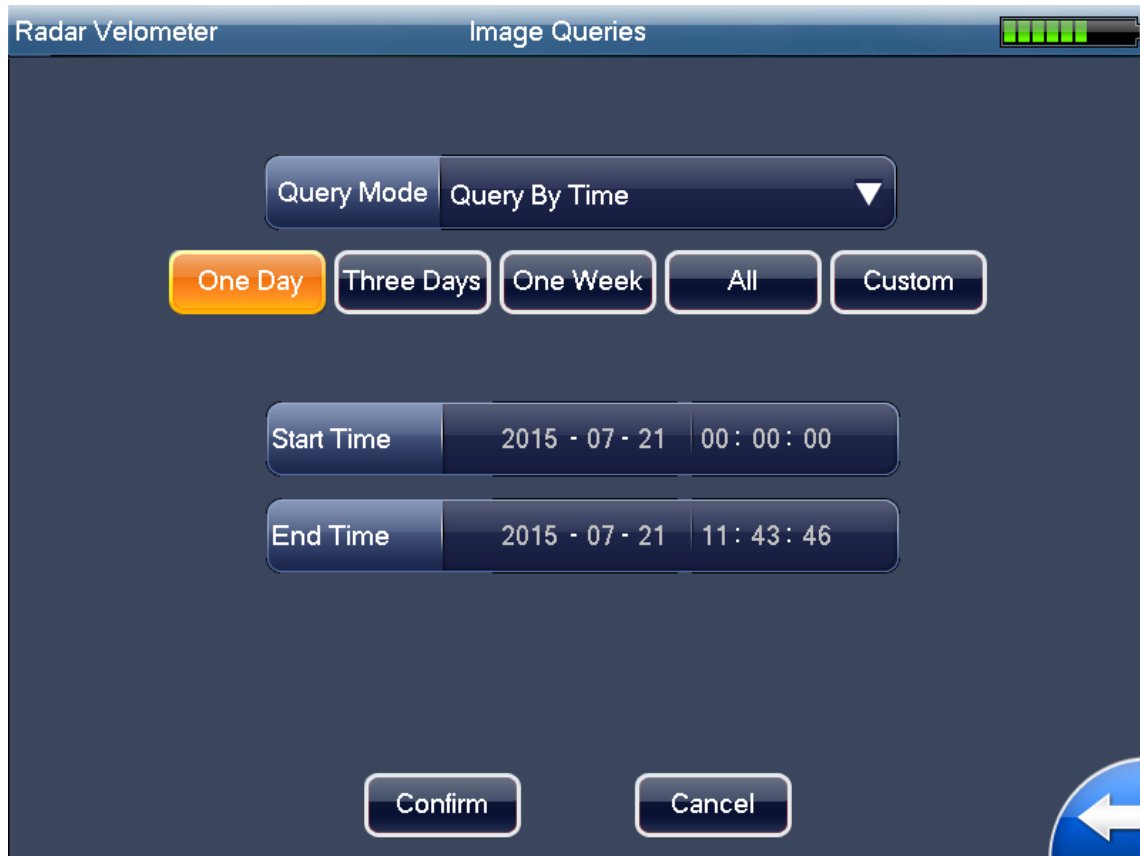 Radar Velometer Image Queries
Query Mode Query By Time
One Day Three Days One Week All Custom
Start Time 2015 - 07 - 21 00 : 00 : 00
End Time 2015 - 07 - 21 11 : 43 : 46
Confirm Cancel